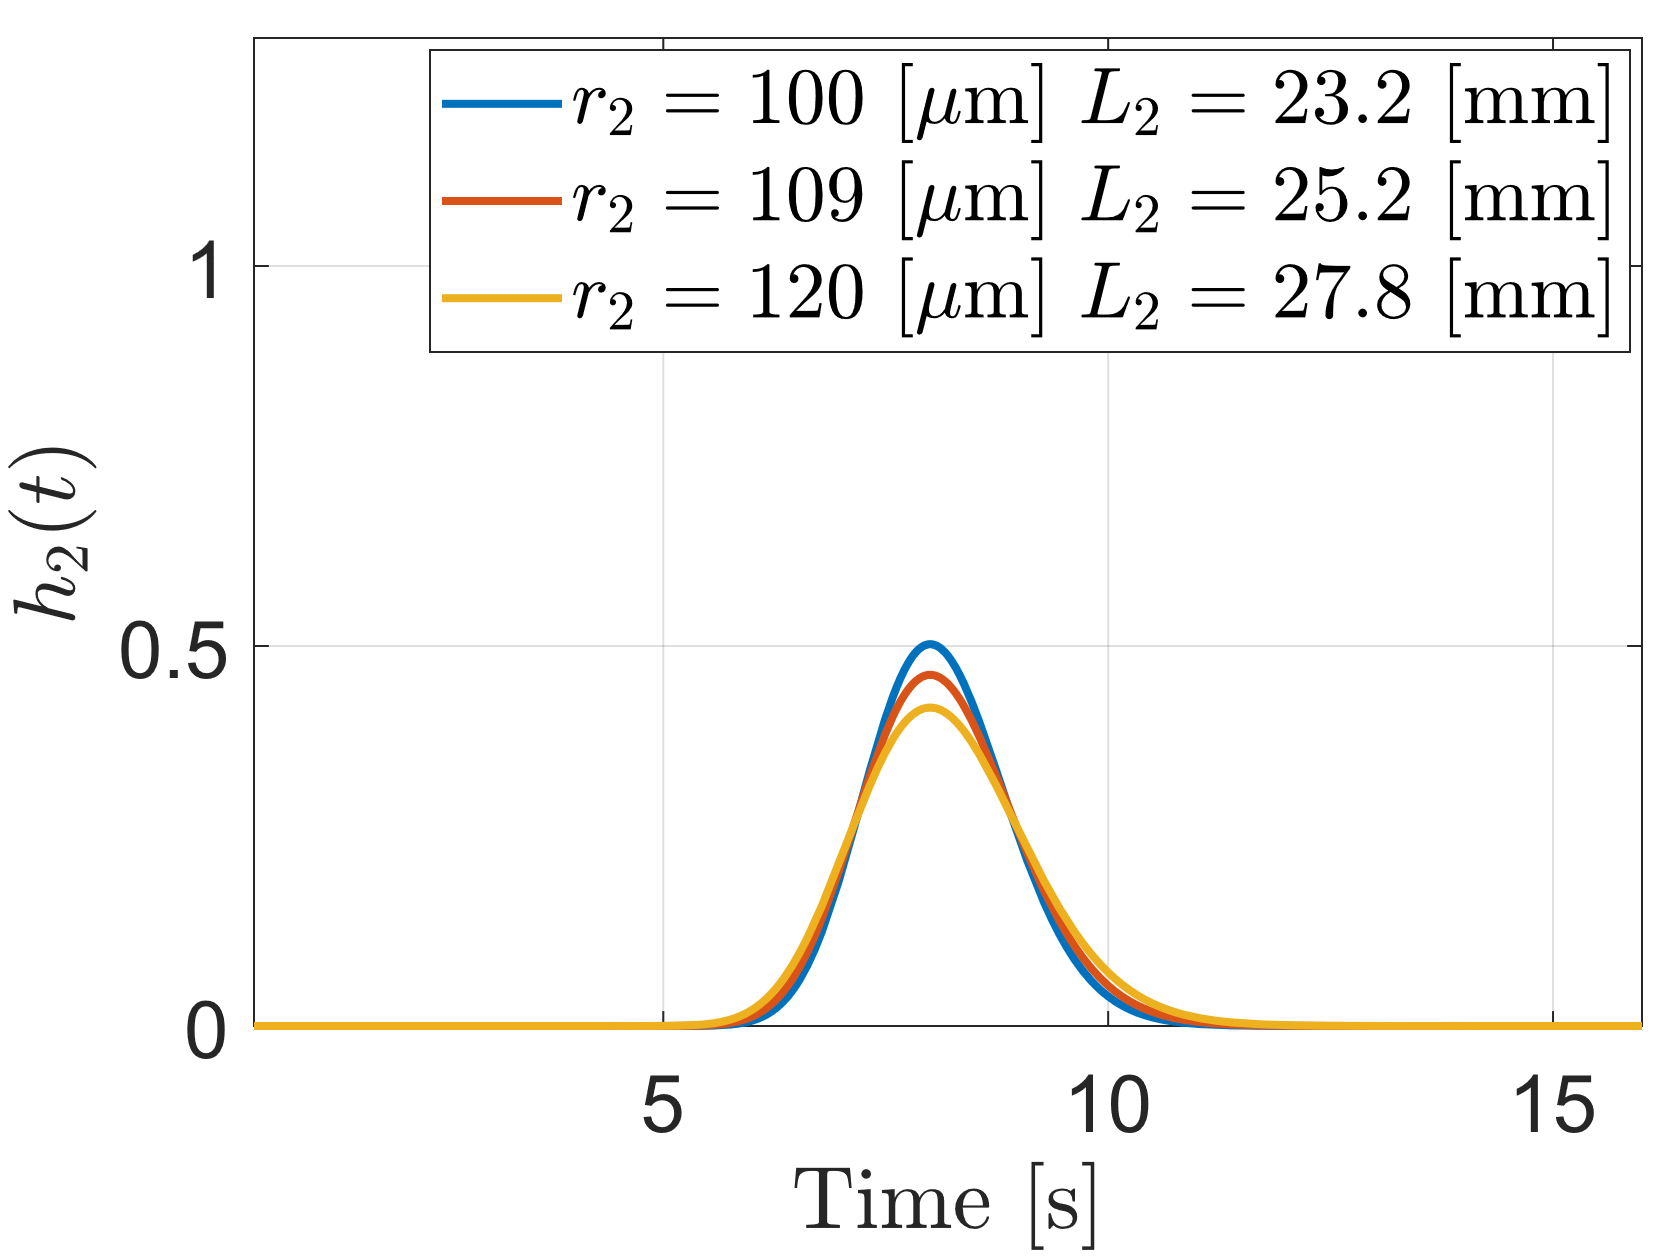 r₂ = 100 [μm] L₂ = 23.2 [mm]
r₂ = 109 [μm] L₂ = 25.2 [mm]
r₂ = 120 [μm] L₂ = 27.8 [mm]
1
0.5
0
h₂(t)
5 10 15
Time [s]